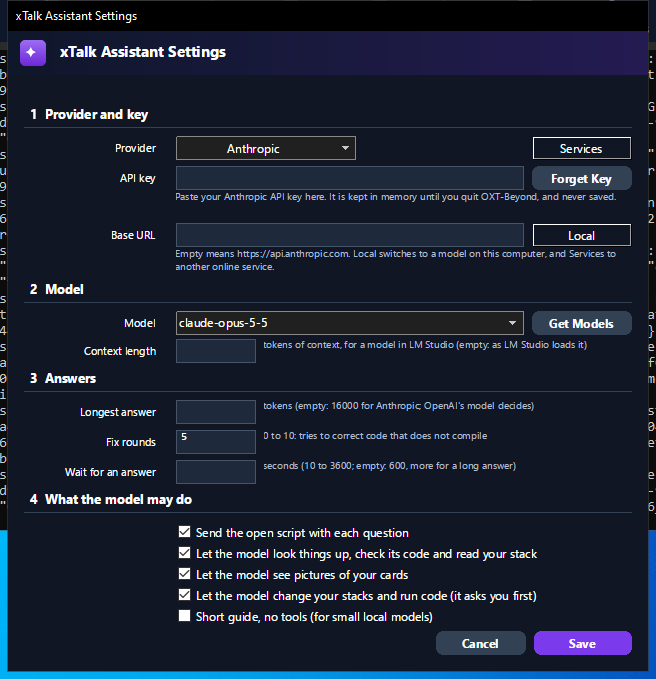 xTalk Assistant Settings
xTalk Assistant Settings
1 Provider and key
Provider
Anthropic
Services
API key
Forget Key
Paste your Anthropic API key here. It is kept in memory until you quit OXT-Beyond, and never saved.
Base URL
Local
Empty means https://api.anthropic.com. Local switches to a model on this computer, and Services to
another online service.
2 Model
Model
claude-opus-5-5
Get Models
Context length
tokens of context, for a model in LM Studio (empty: as LM Studio loads it)
3 Answers
Longest answer
tokens (empty: 16000 for Anthropic; OpenAI's model decides)
Fix rounds
5
0 to 10: tries to correct code that does not compile
Wait for an answer
seconds (10 to 3600; empty: 600, more for a long answer)
4 What the model may do
Send the open script with each question
Let the model look things up, check its code and read your stack
Let the model see pictures of your cards
Let the model change your stacks and run code (it asks you first)
Short guide, no tools (for small local models)
Cancel
Save